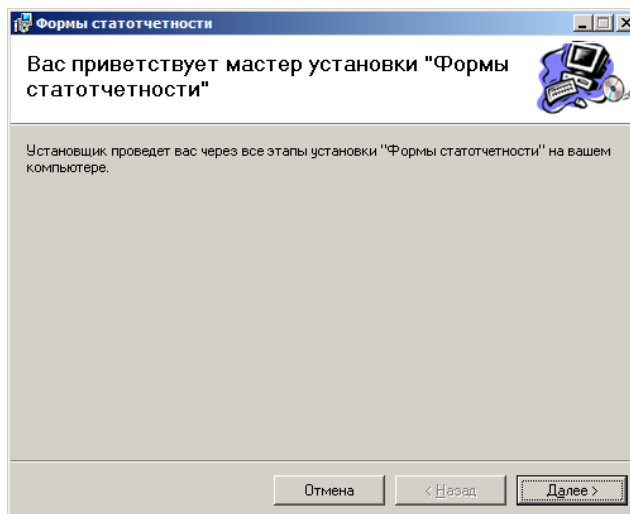 Формы статотчетности
Вас приветствует мастер установки "Формы
статотчетности"
Установщик проведет вас через все этапы установки "Формы статотчетности" на вашем
компьютере.
Отмена
< Назад
Далее >